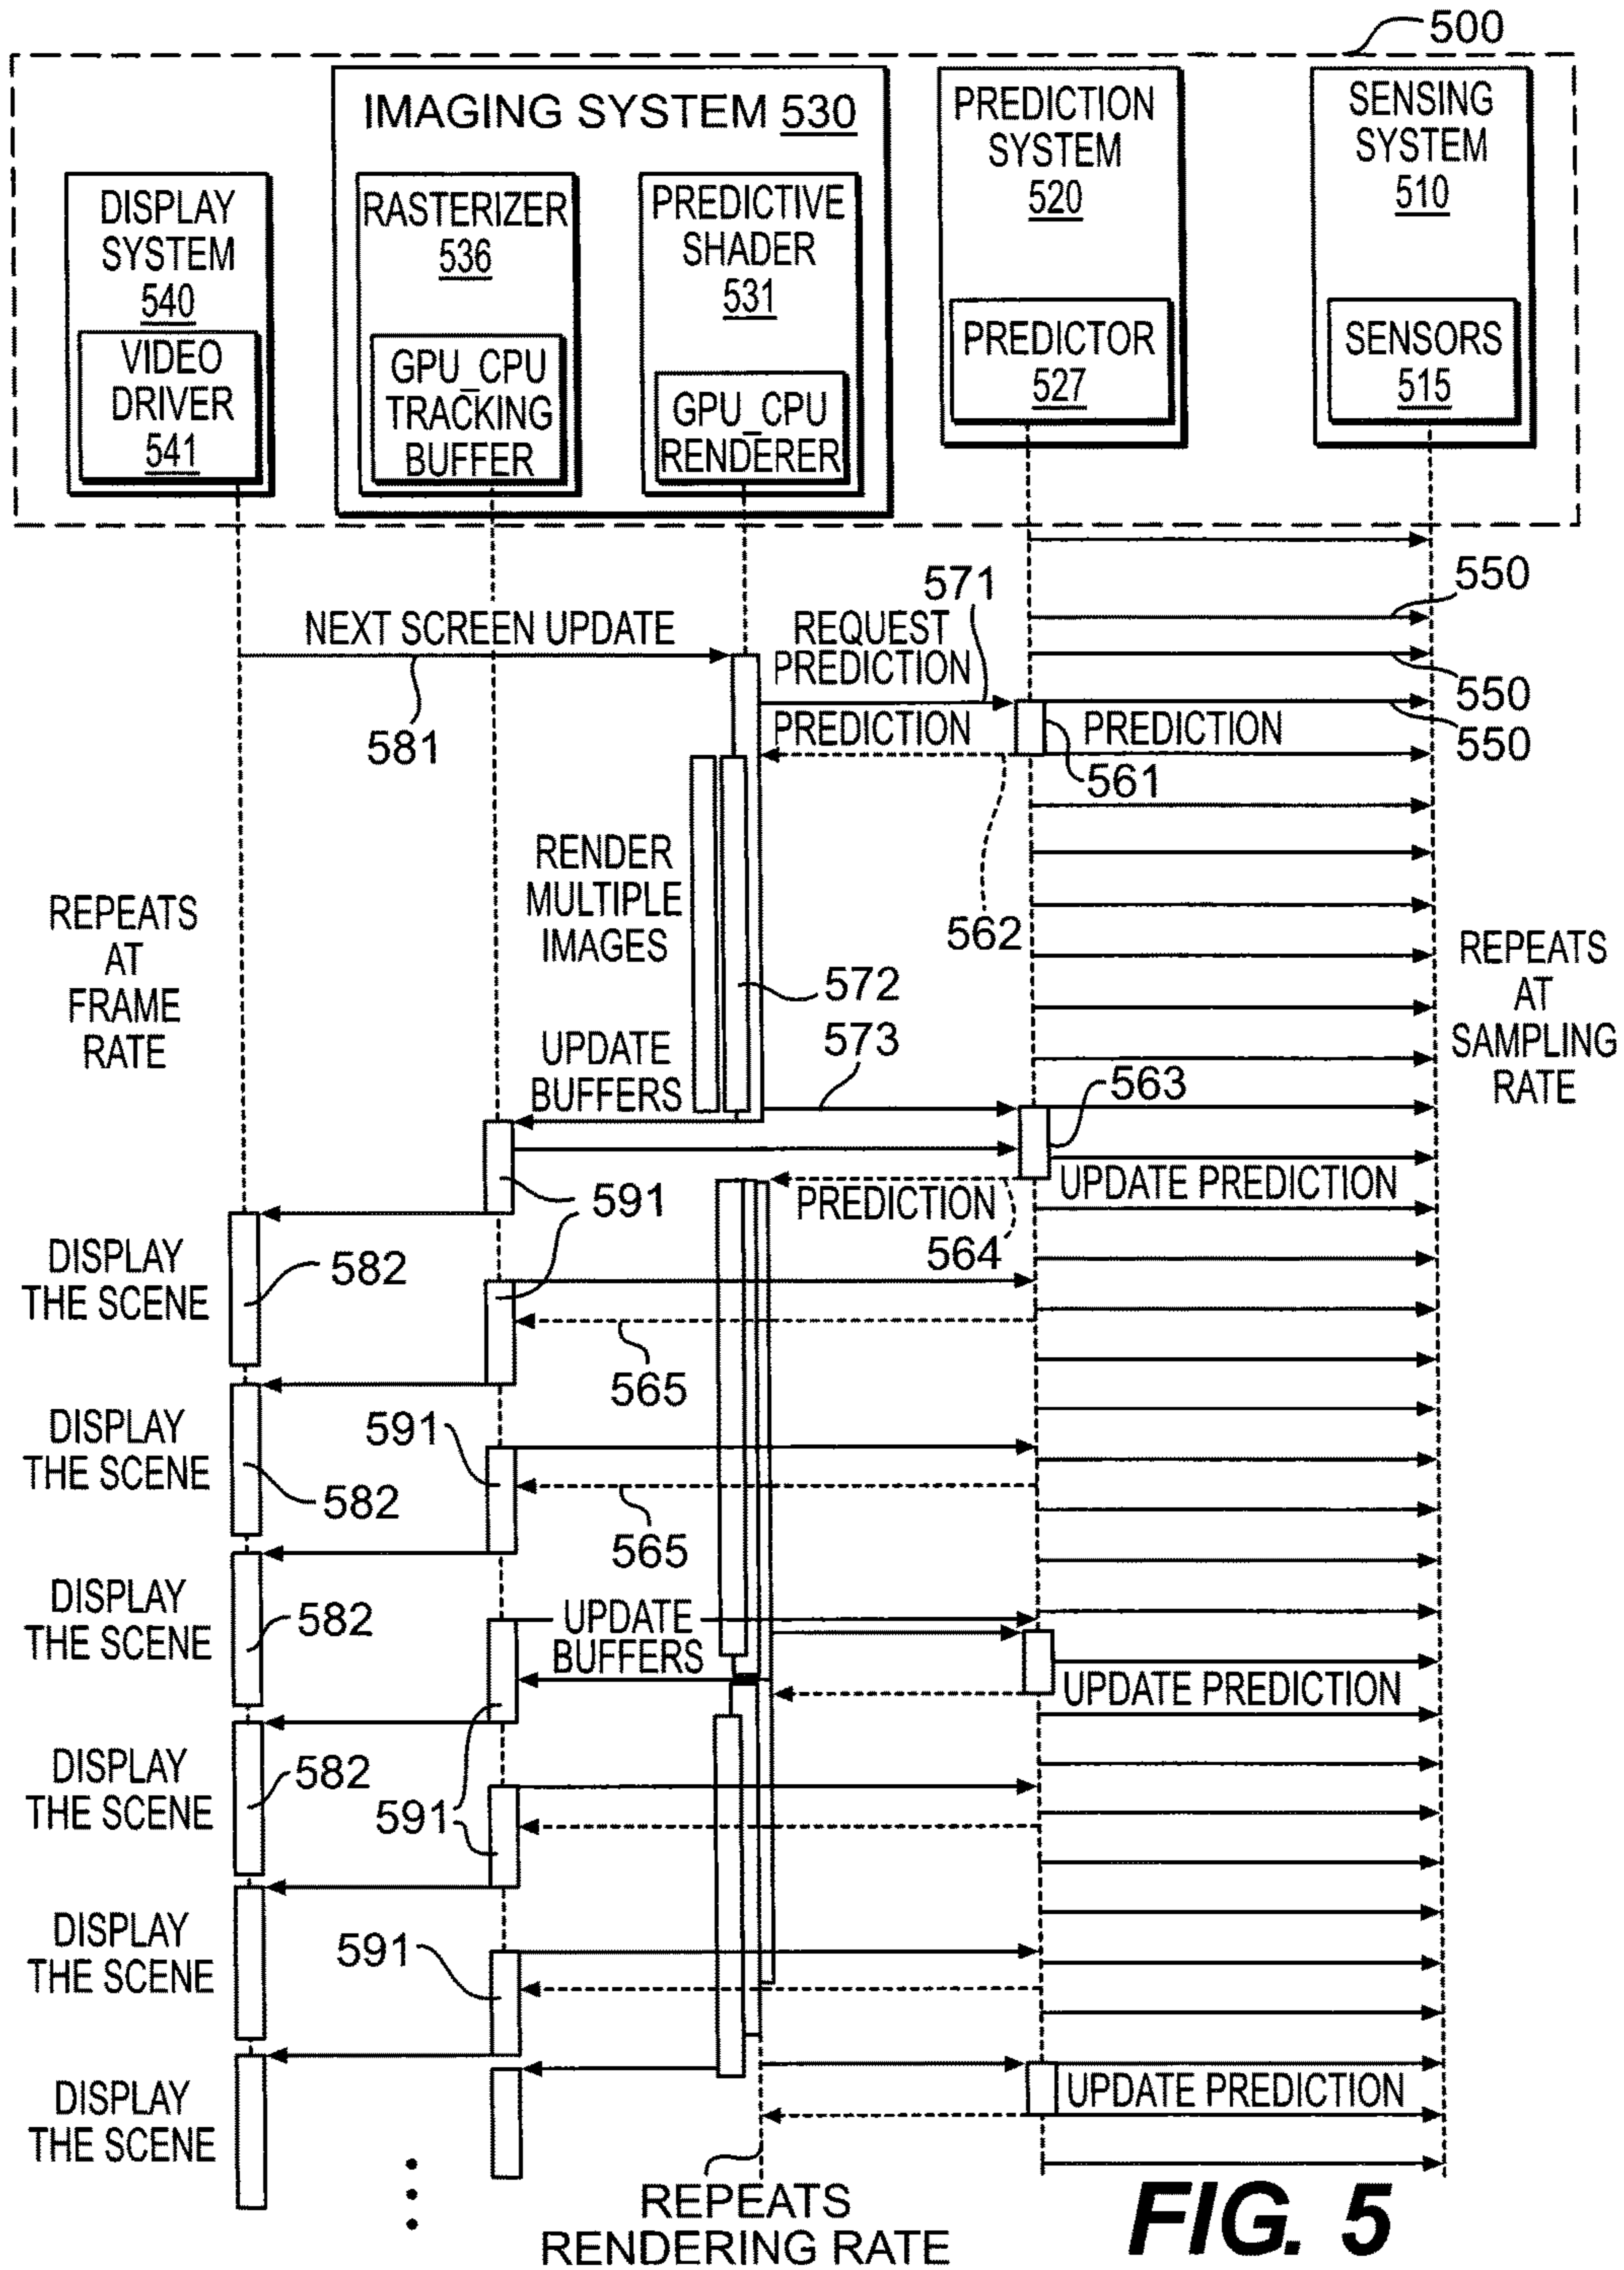 500
IMAGING SYSTEM 530
DISPLAY
SYSTEM
540
VIDEO
DRIVER
541
RASTERIZER
536
GPU_CPU
TRACKING
BUFFER
PREDICTIVE
SHADER
531
GPU_CPU
RENDERER
PREDICTION
SYSTEM
520
PREDICTOR
527
SENSING
SYSTEM
510
SENSORS
515
NEXT SCREEN UPDATE
581
REQUEST
PREDICTION
571
550
550
550
PREDICTION
PREDICTION
561
562
RENDER
MULTIPLE
IMAGES
572
573
REPEATS
AT
FRAME
RATE
REPEATS
AT
SAMPLING
RATE
UPDATE
BUFFERS
563
UPDATE PREDICTION
591
PREDICTION
564
DISPLAY
THE SCENE
582
565
DISPLAY
THE SCENE
582
591
565
DISPLAY
THE SCENE
582
UPDATE
BUFFERS
UPDATE PREDICTION
DISPLAY
THE SCENE
582
591
DISPLAY
THE SCENE
591
DISPLAY
THE SCENE
UPDATE PREDICTION
REPEATS
RENDERING RATE
FIG. 5